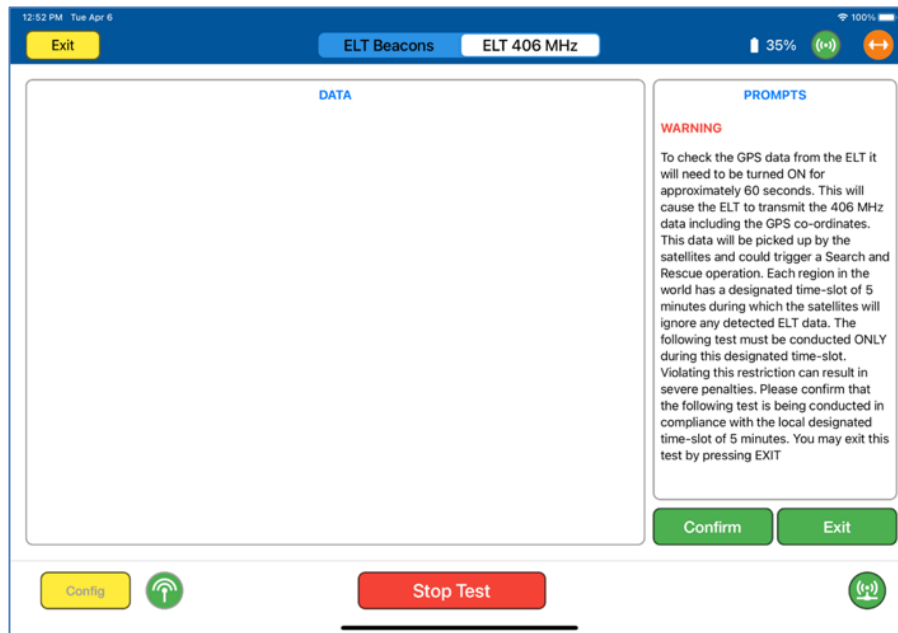 12:52 PM Tue Apr 6
100%
Exit
ELT Beacons
ELT 406 MHz
35%
DATA
PROMPTS
WARNING
To check the GPS data from the ELT it
will need to be turned ON for
approximately 60 seconds. This will
cause the ELT to transmit the 406 MHz
data including the GPS co-ordinates.
This data will be picked up by the
satellites and could trigger a Search and
Rescue operation. Each region in the
world has a designated time-slot of 5
minutes during which the satellites will
ignore any detected ELT data. The
following test must be conducted ONLY
during this designated time-slot.
Violating this restriction can result in
severe penalties. Please confirm that
the following test is being conducted in
compliance with the local designated
time-slot of 5 minutes. You may exit this
test by pressing EXIT
Confirm
Exit
Config
Stop Test